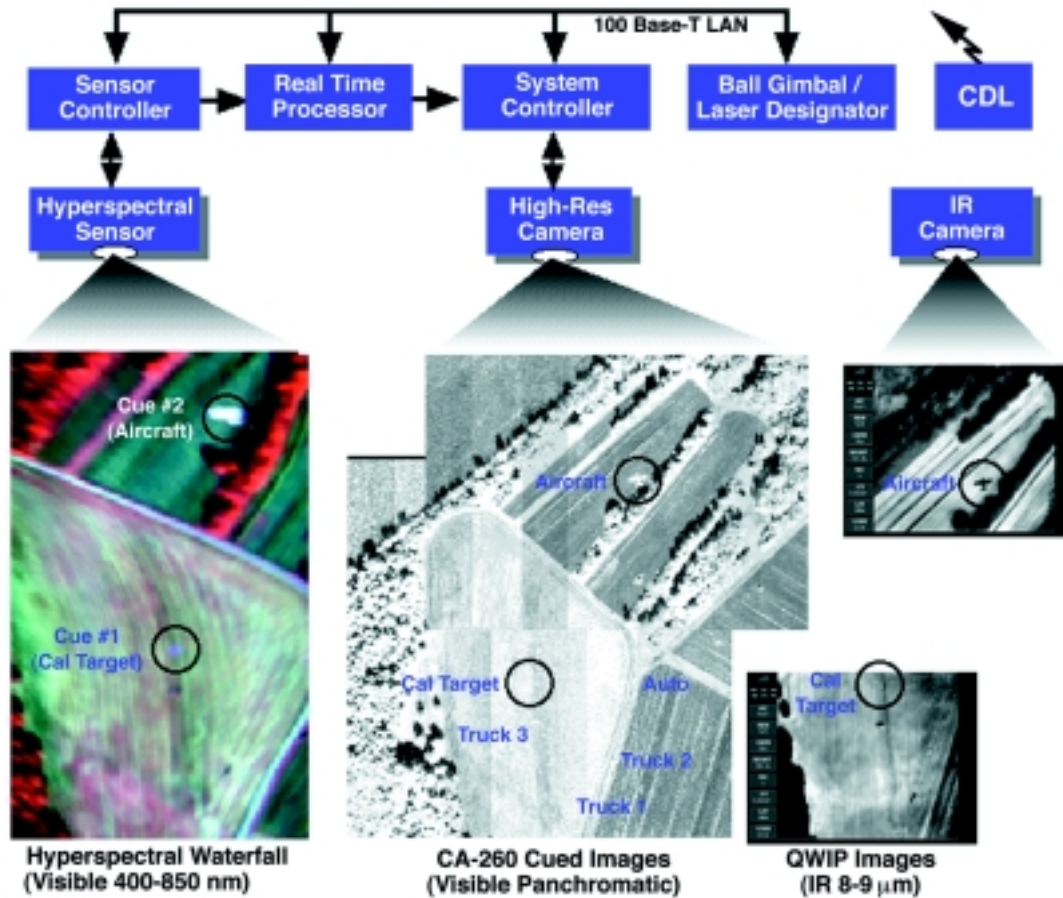 100 Base-T LAN
Sensor
Controller
Real Time
Processor
System
Controller
Ball Gimbal /
Laser Designator
CDL
Hyperspectral
Sensor
High-Res
Camera
IR
Camera
Cue #2
(Aircraft)
Aircraft
Aircraft
Cue #1
(Cal Target)
Cal Target
Auto
Cal
Target
Truck 3
Truck 2
Truck 1
Hyperspectral Waterfall
(Visible 400-850 nm)
CA-260 Cued Images
(Visible Panchromatic)
QWIP Images
(IR 8-9 μm)